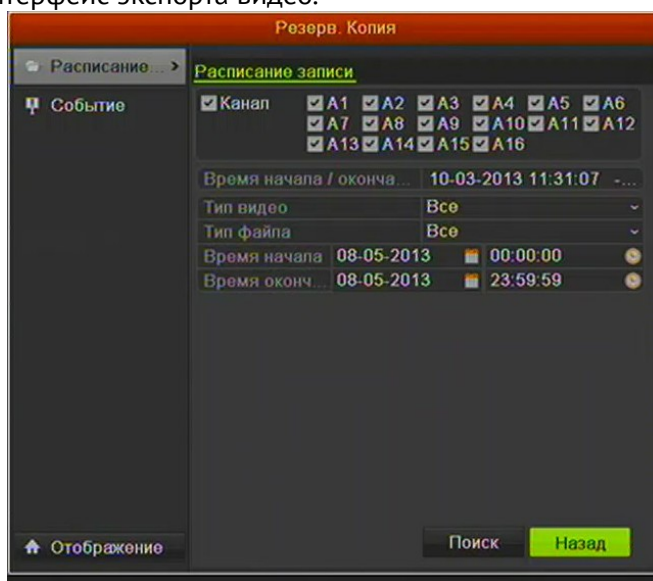 терфейс экспорта видео.
Резерв. Копия
Расписание... >
Расписание записи
Событие
Канал A1 A2 A3 A4 A5 A6
A7 A8 A9 A10 A11 A12
A13 A14 A15 A16
Время начала / оконча... 10-03-2013 11:31:07 -...
Тип видео Все
Тип файла Все
Время начала 08-05-2013 00:00:00
Время оконч... 08-05-2013 23:59:59
Отображение
Поиск Назад